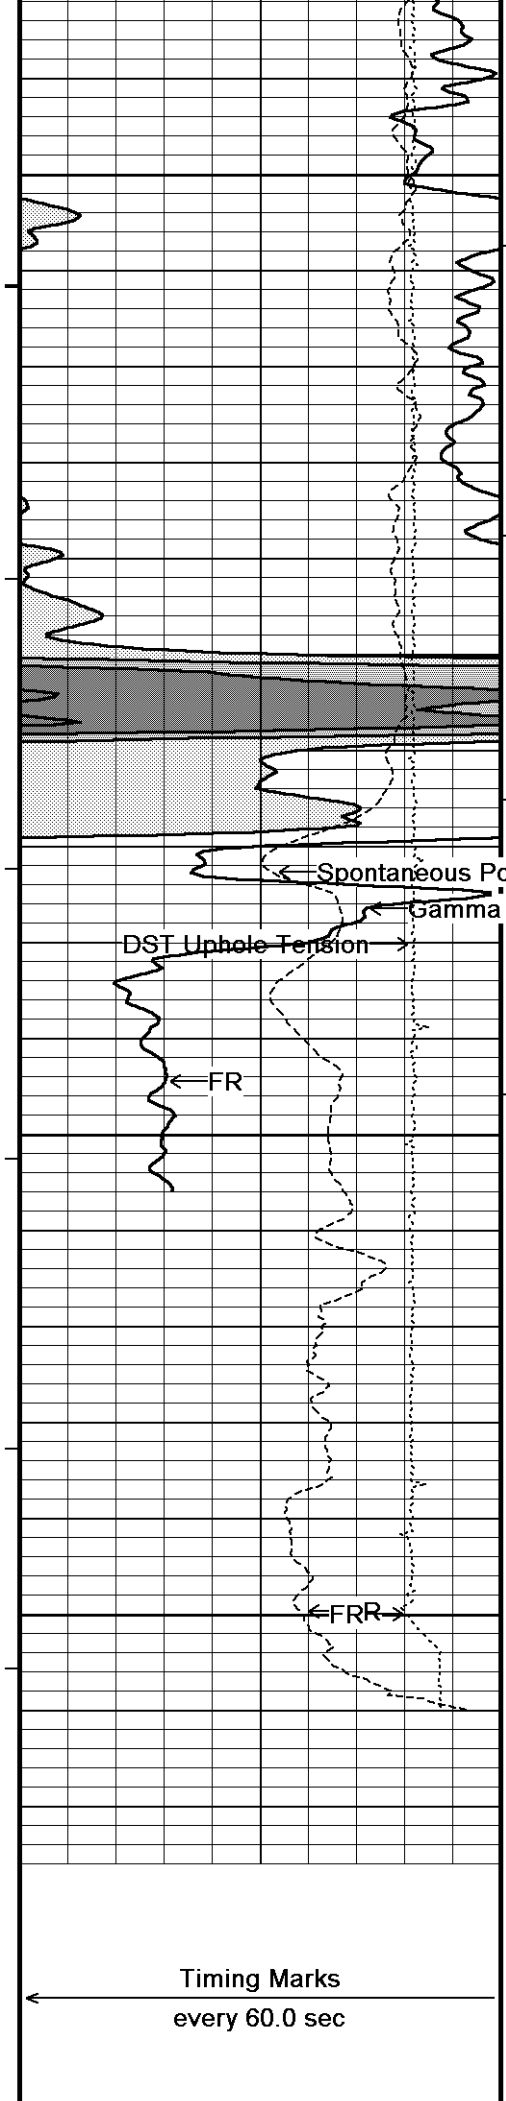 Spontaneous Po
Gamma
DST Uphole Tension
FR
FR
R
Timing Marks
every 60.0 sec